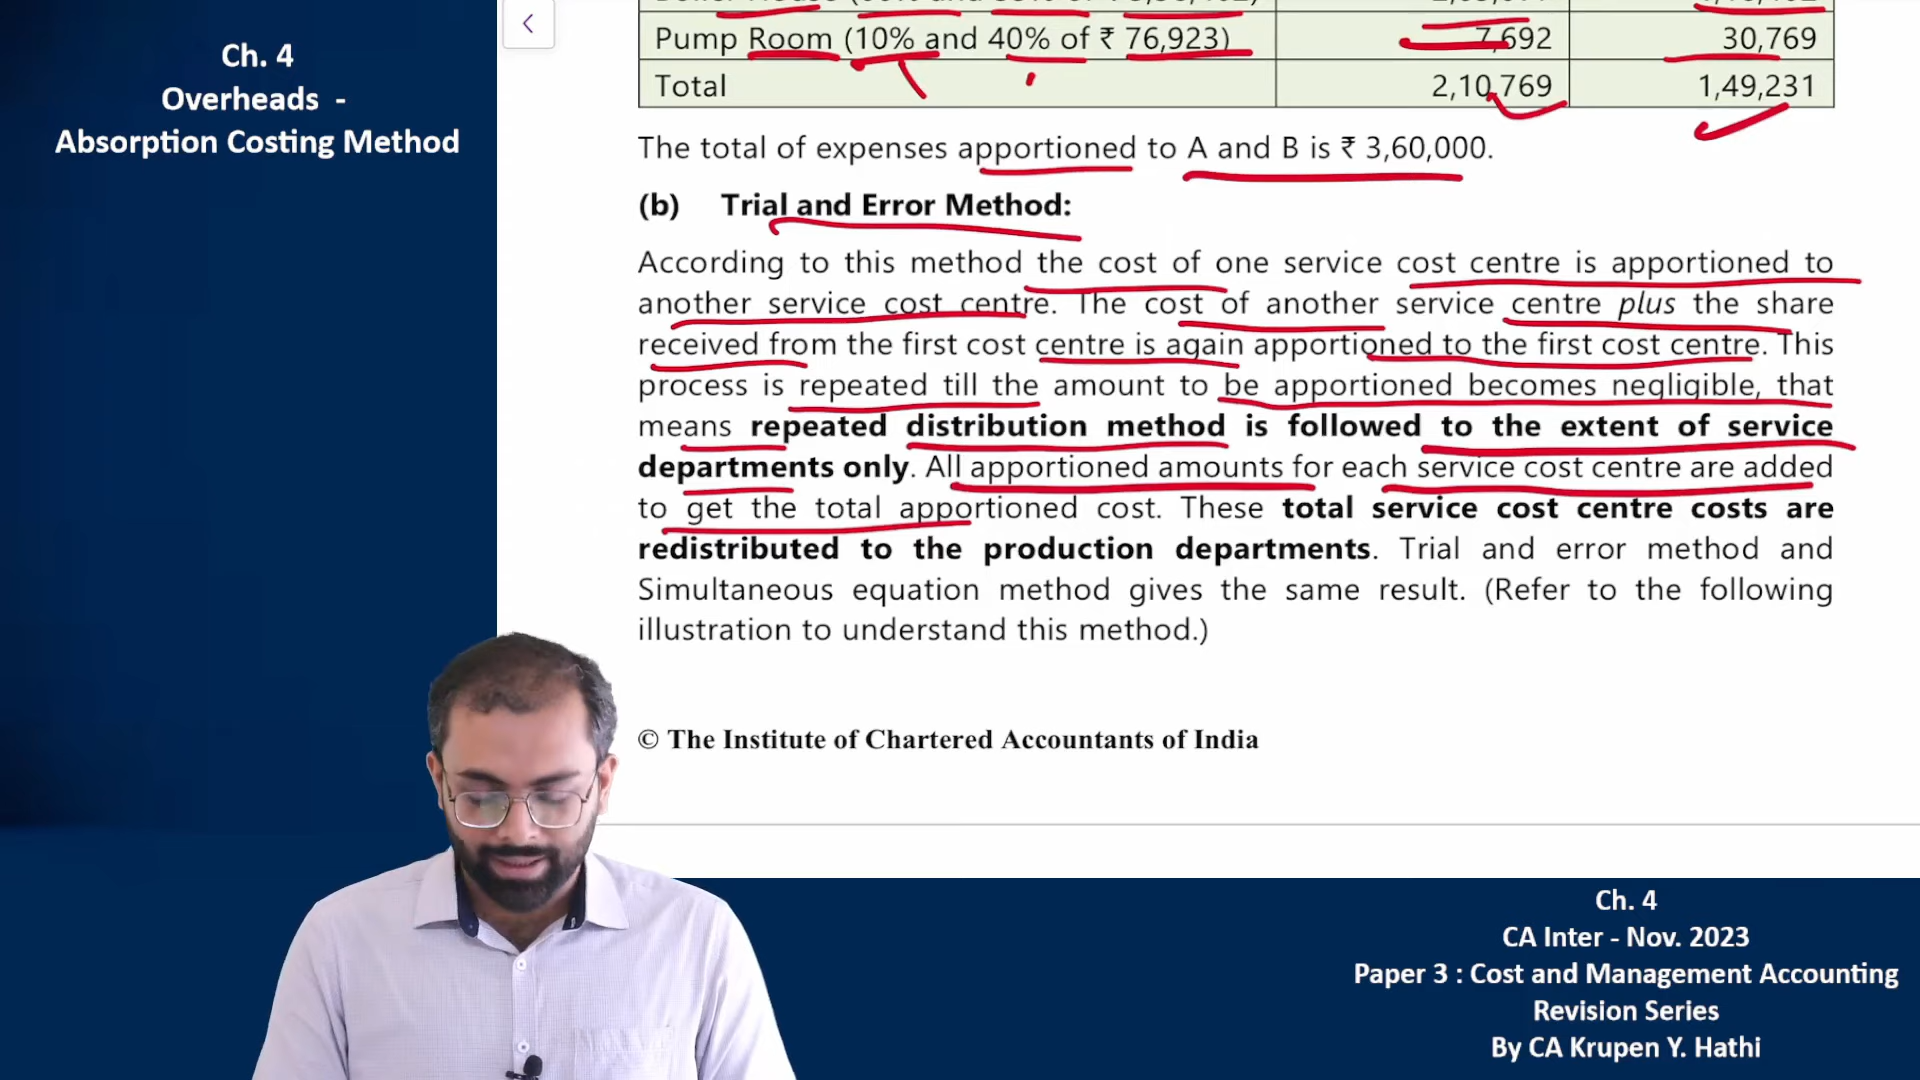 Ch. 4
Overheads -
Absorption Costing Method
Pump Room (10% and 40% of ₹ 76,923) 7,692 30,769
Total 2,10,769 1,49,231
The total of expenses apportioned to A and B is ₹ 3,60,000.
(b) Trial and Error Method:
According to this method the cost of one service cost centre is apportioned to
another service cost centre. The cost of another service centre plus the share
received from the first cost centre is again apportioned to the first cost centre. This
process is repeated till the amount to be apportioned becomes negligible, that
means repeated distribution method is followed to the extent of service
departments only. All apportioned amounts for each service cost centre are added
to get the total apportioned cost. These total service cost centre costs are
redistributed to the production departments. Trial and error method and
Simultaneous equation method gives the same result. (Refer to the following
illustration to understand this method.)
© The Institute of Chartered Accountants of India
Ch. 4
CA Inter - Nov. 2023
Paper 3 : Cost and Management Accounting
Revision Series
By CA Krupen Y. Hathi